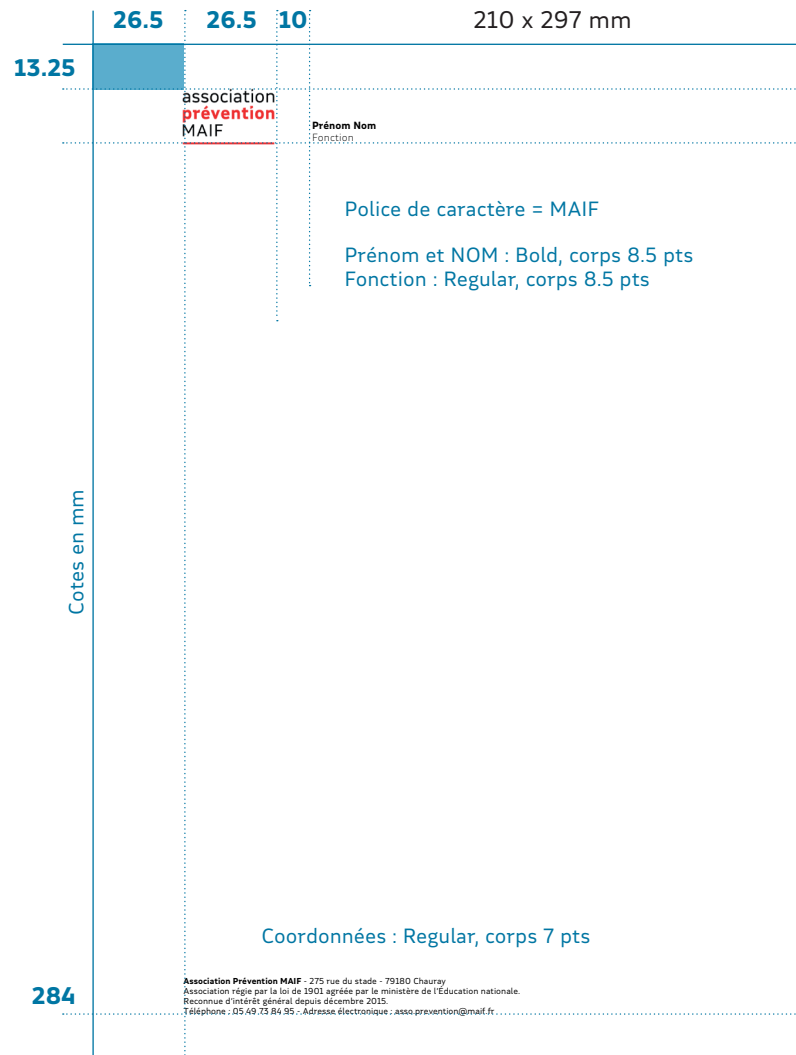 26.5 26.5 10 210 x 297 mm
13.25
association
prévention
MAIF
Prénom Nom
Fonction
Police de caractère = MAIF
Prénom et NOM : Bold, corps 8.5 pts
Fonction : Regular, corps 8.5 pts
Cotes en mm
Coordonnées : Regular, corps 7 pts
284
Association Prévention MAIF - 275 rue du stade - 79180 Chauray
Association régie par la loi de 1901 agréée par le ministère de l'Éducation nationale.
Reconnue d'intérêt général depuis décembre 2015.
Téléphone : 05 49 73 84 95 - Adresse électronique : asso.prevention@maif.fr